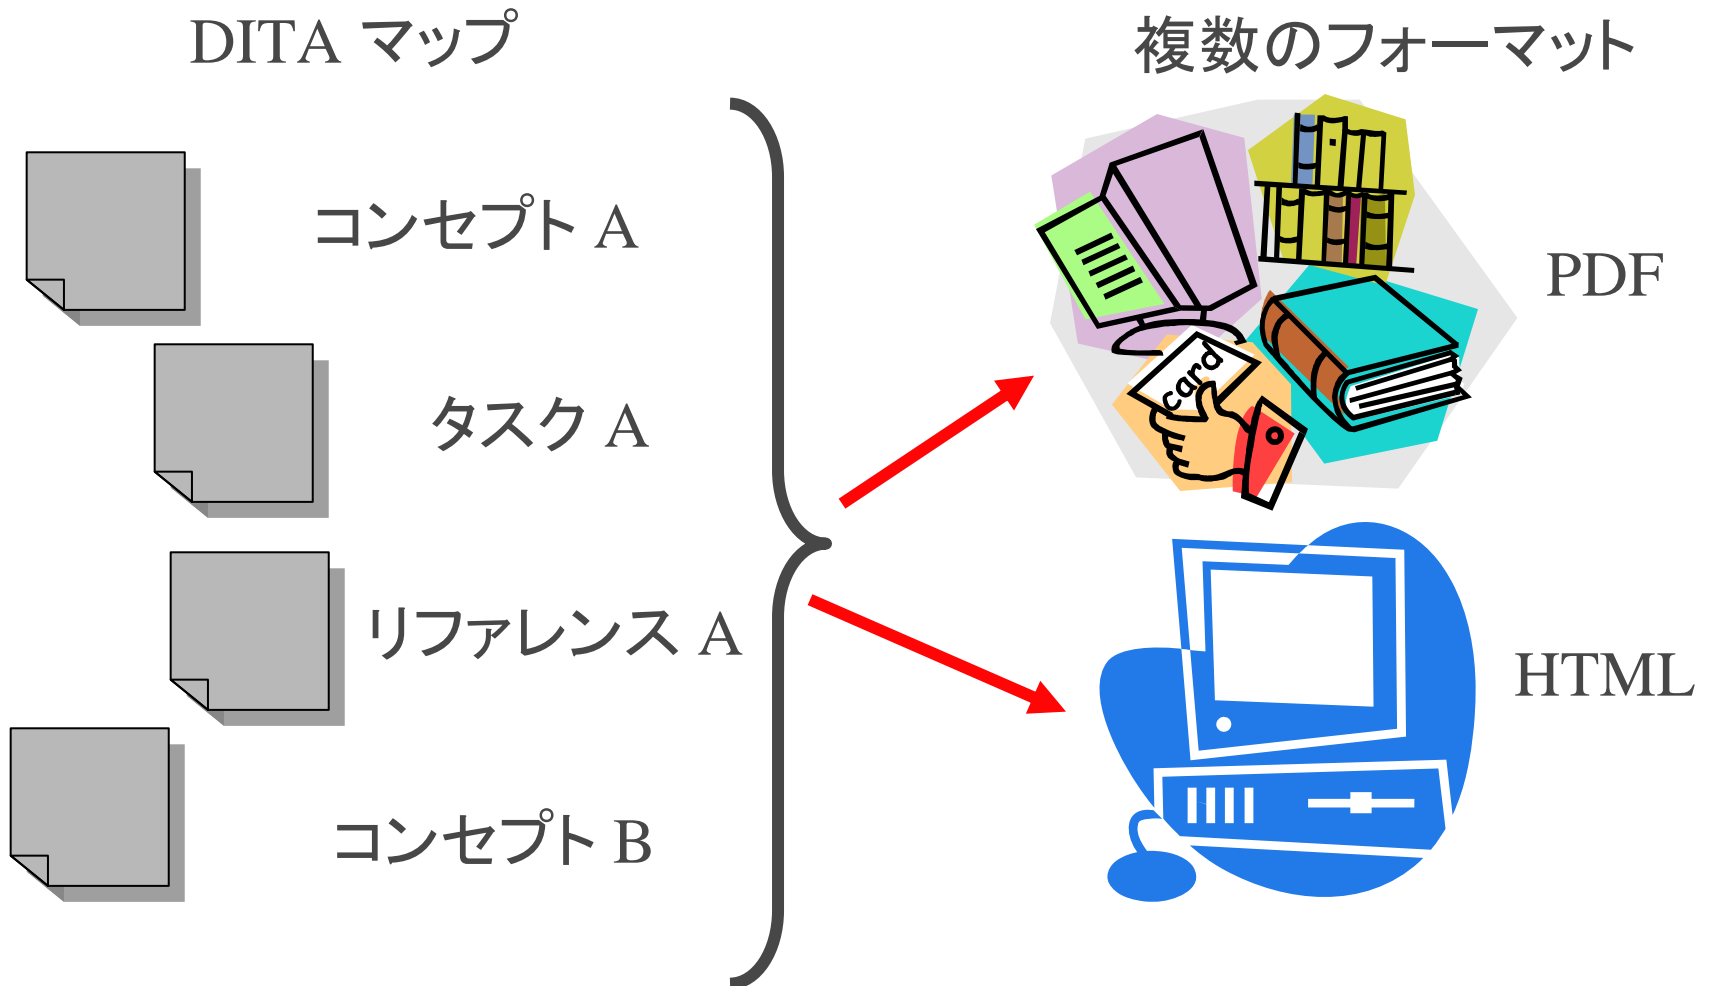 DITA マップ
複数のフォーマット
コンセプト A
タスク A
リファレンス A
コンセプト B
PDF
card
HTML